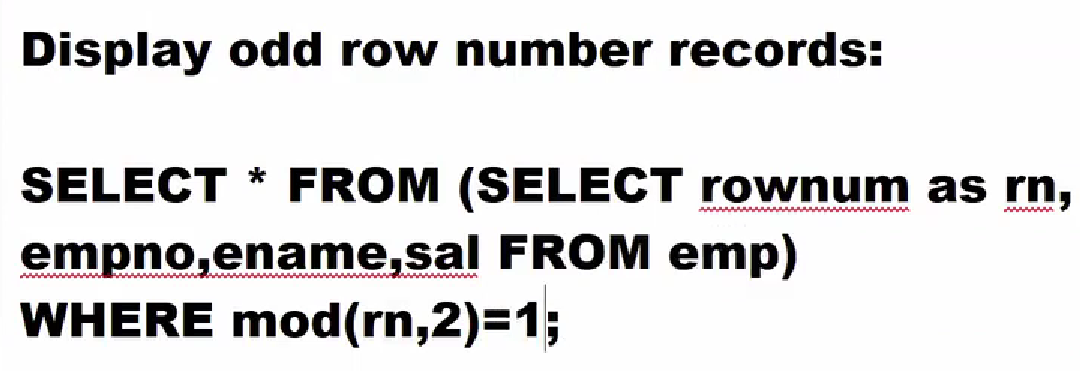 Display odd row number records:
SELECT * FROM (SELECT rownum as rn,
empno,ename,sal FROM emp)
WHERE mod(rn,2)=1;